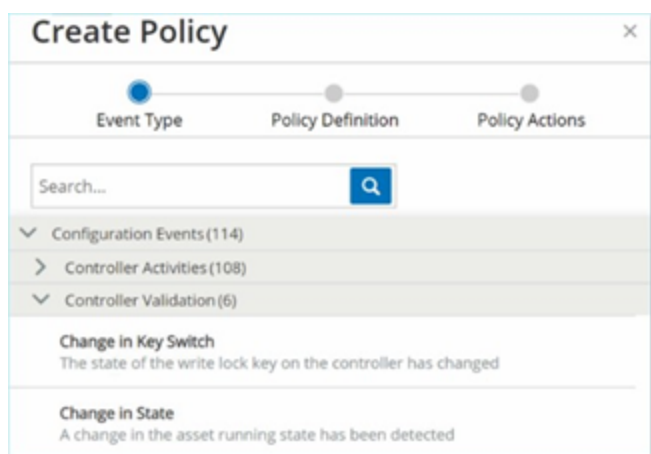 Create Policy
Event Type Policy Definition Policy Actions
Search...
Configuration Events (114)
Controller Activities (108)
Controller Validation (6)
Change in Key Switch
The state of the write lock key on the controller has changed
Change in State
A change in the asset running state has been detected